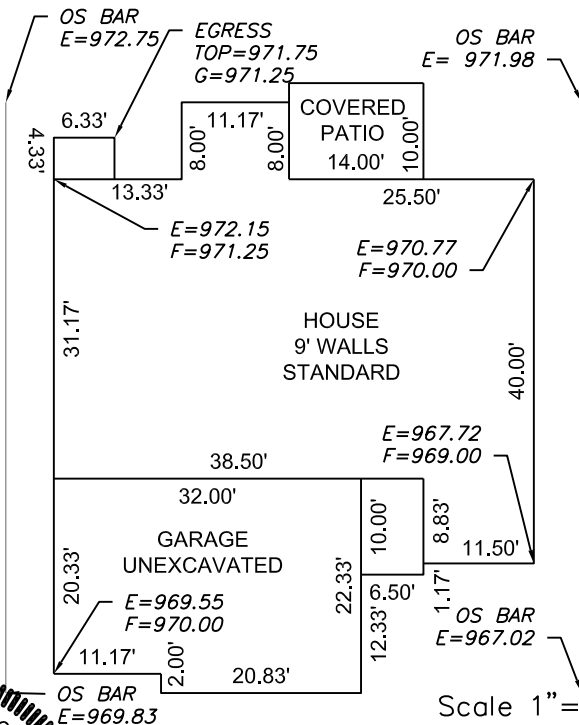 OS BAR
E=972.75
EGRESS
TOP=971.75
G=971.25
OS BAR
E= 971.98
6.33'
4.33'
11.17'
8.00'
8.00'
COVERED
PATIO
14.00'
10.00'
13.33'
25.50'
E=972.15
F=971.25
E=970.77
F=970.00
31.17'
HOUSE
9' WALLS
STANDARD
40.00'
E=967.72
F=969.00
38.50'
32.00'
GARAGE
UNEXCAVATED
20.33'
22.33'
10.00'
8.83'
11.50'
6.50'
1.17'
12.33'
E=969.55
F=970.00
11.17'
2.00'
20.83'
OS BAR
E=967.02
OS BAR
E=969.83
Scale 1"=